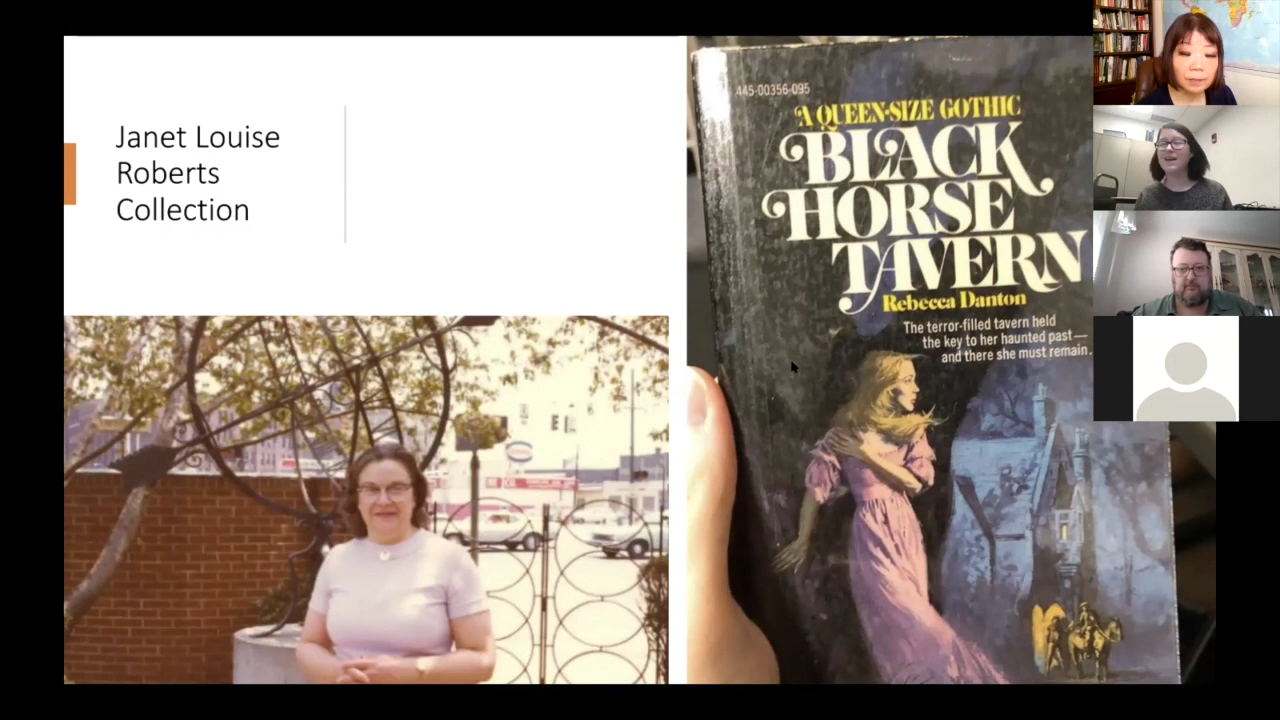 Janet Louise
Roberts
Collection
445-00356-095
A QUEEN-SIZE GOTHIC
BLACK
HORSE
TAVERN
Rebecca Danton
The terror-filled tavern held
the key to her haunted past—
and there she must remain.